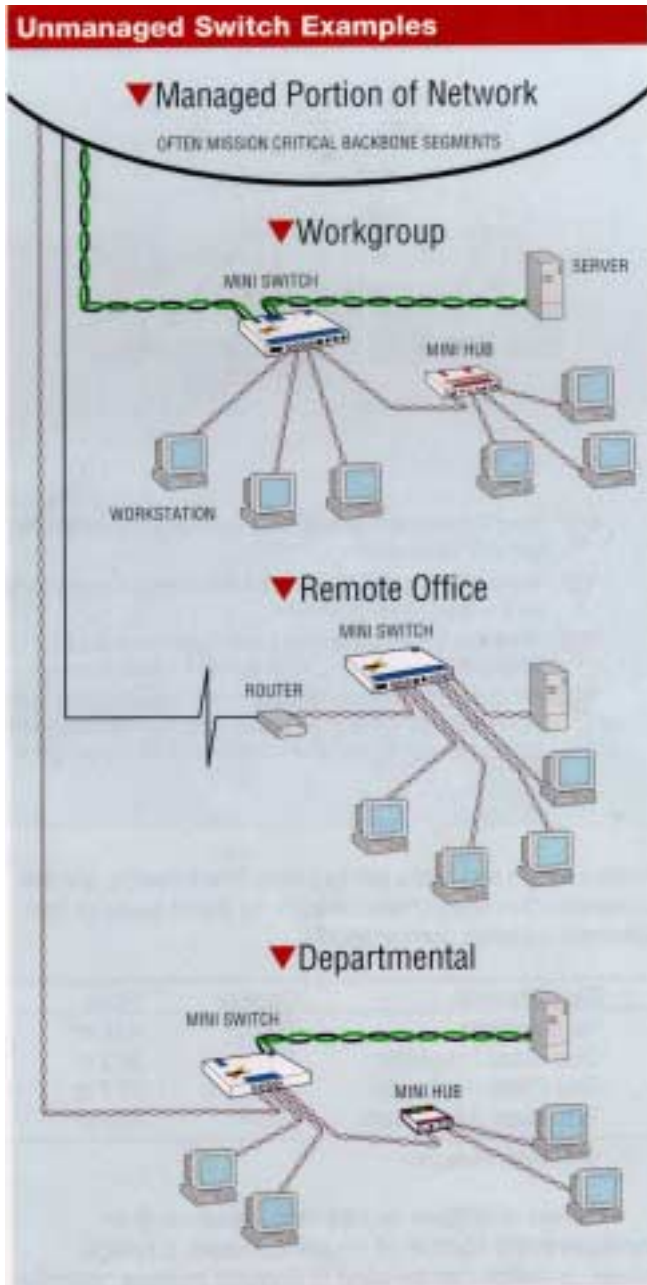 Unmanaged Switch Examples
▼Managed Portion of Network
OFTEN MISSION CRITICAL BACKBONE SEGMENTS
▼Workgroup
MINI SWITCH
SERVER
MINI HUB
WORKSTATION
▼Remote Office
MINI SWITCH
ROUTER
▼Departmental
MINI SWITCH
MINI HUB